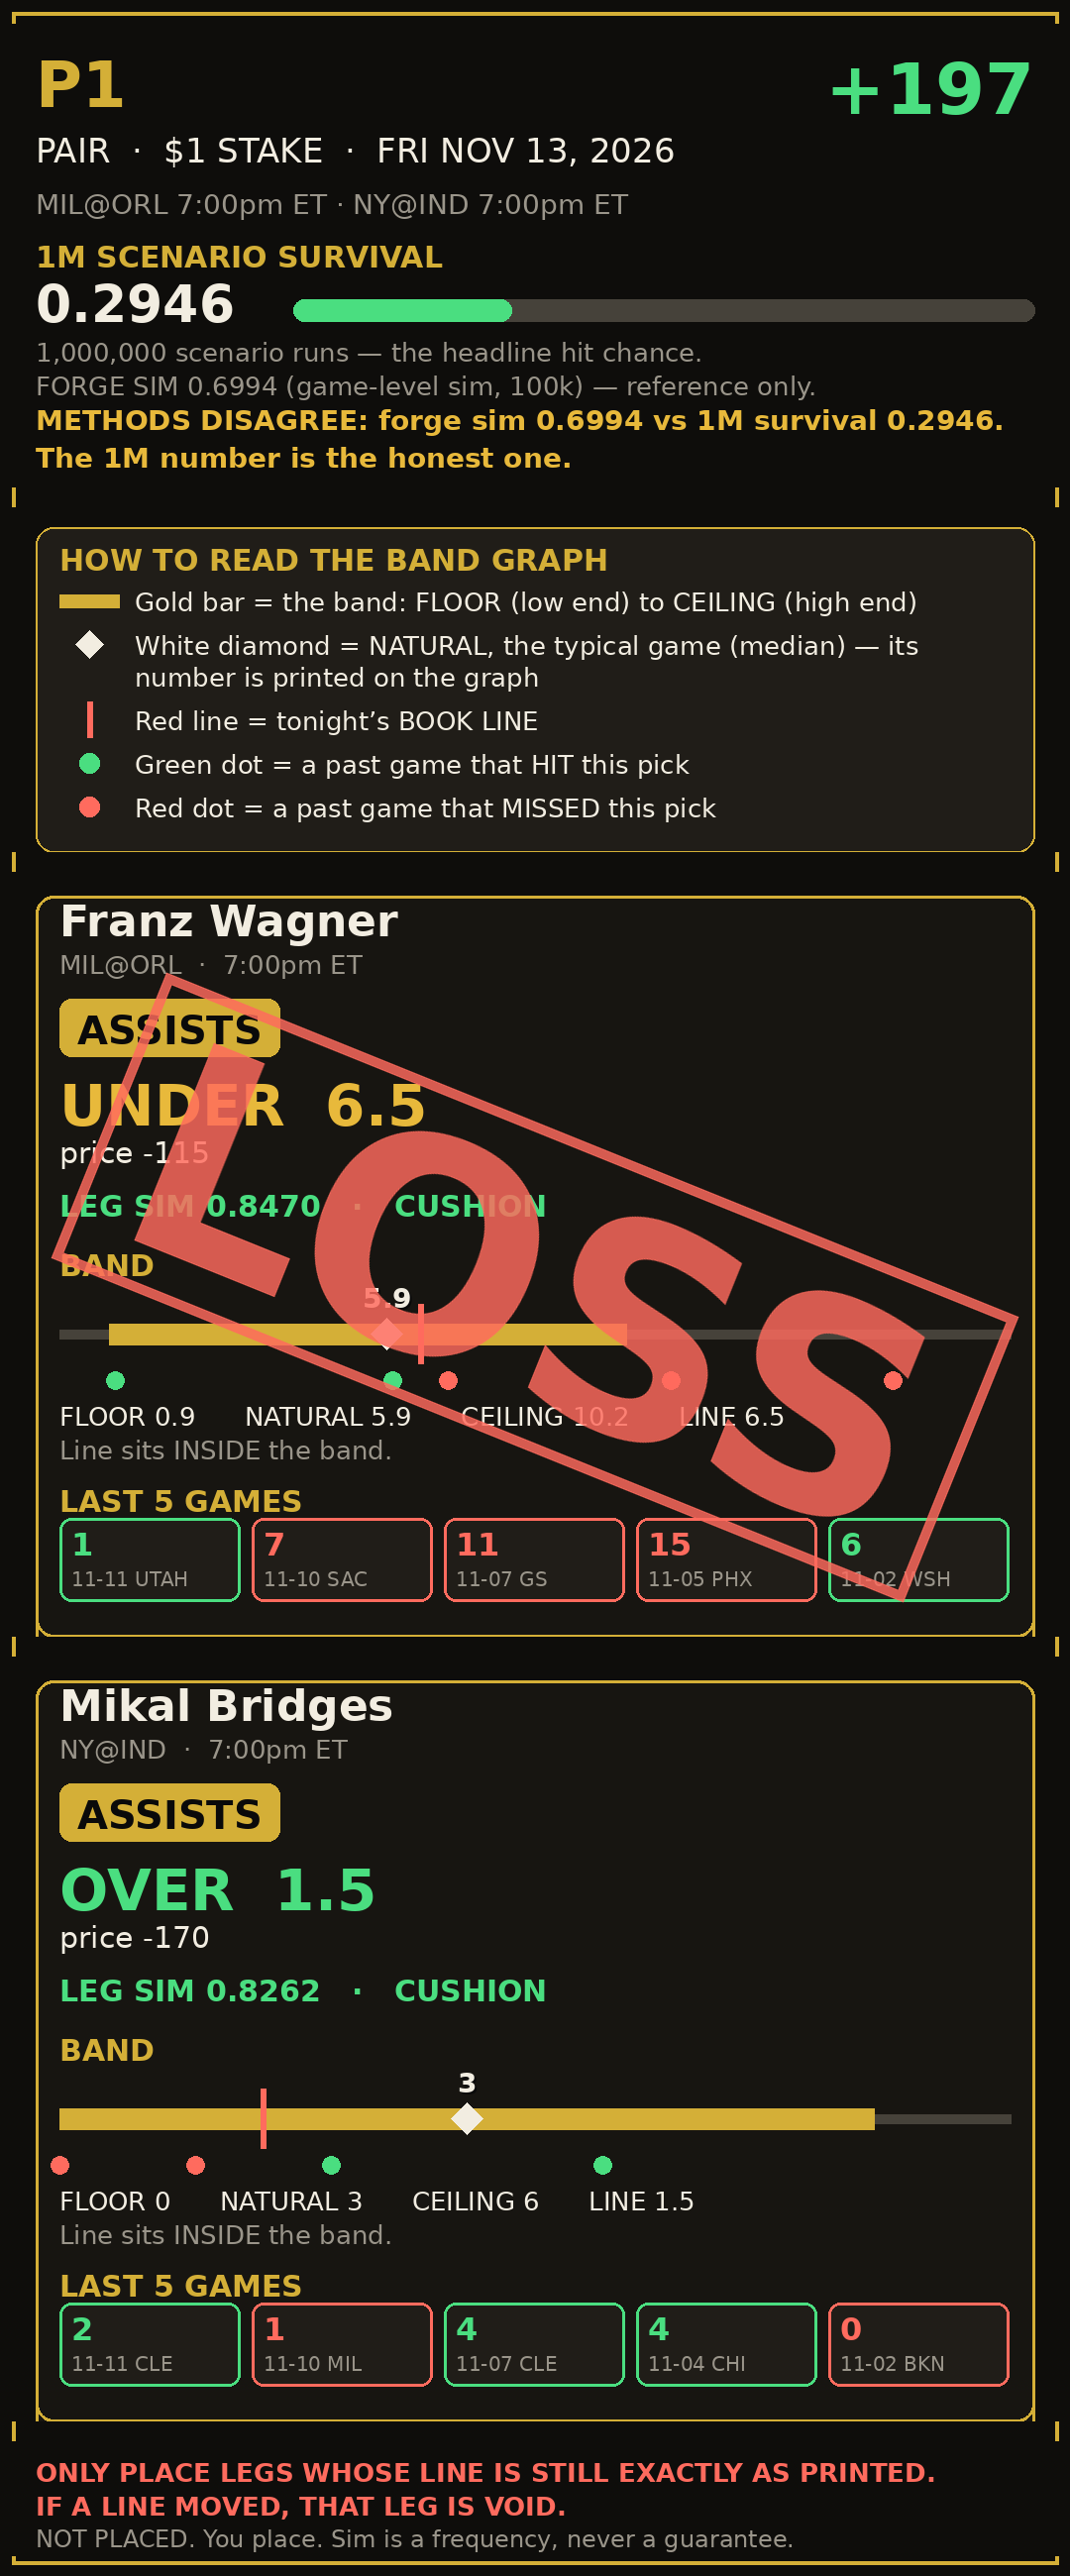 P1
+197
PAIR · $1 STAKE · FRI NOV 13, 2026
MIL@ORL 7:00pm ET · NY@IND 7:00pm ET
1M SCENARIO SURVIVAL
0.2946
1,000,000 scenario runs — the headline hit chance.
FORGE SIM 0.6994 (game-level sim, 100k) — reference only.
METHODS DISAGREE: forge sim 0.6994 vs 1M survival 0.2946.
The 1M number is the honest one.
HOW TO READ THE BAND GRAPH
Gold bar = the band: FLOOR (low end) to CEILING (high end)
White diamond = NATURAL, the typical game (median) — its
number is printed on the graph
Red line = tonight’s BOOK LINE
Green dot = a past game that HIT this pick
Red dot = a past game that MISSED this pick
Franz Wagner
MIL@ORL · 7:00pm ET
ASSISTS
UNDER 6.5
price -115
LEG SIM 0.8470 · CUSHION
BAND
5.9
FLOOR 0.9 NATURAL 5.9 CEILING 10.2 LINE 6.5
Line sits INSIDE the band.
LOSS
LAST 5 GAMES
1 7 11 15 6
11-11 UTAH 11-10 SAC 11-07 GS 11-05 PHX 11-02 WSH
Mikal Bridges
NY@IND · 7:00pm ET
ASSISTS
OVER 1.5
price -170
LEG SIM 0.8262 · CUSHION
BAND
3
FLOOR 0 NATURAL 3 CEILING 6 LINE 1.5
Line sits INSIDE the band.
LAST 5 GAMES
2 1 4 4 0
11-11 CLE 11-10 MIL 11-07 CLE 11-04 CHI 11-02 BKN
ONLY PLACE LEGS WHOSE LINE IS STILL EXACTLY AS PRINTED.
IF A LINE MOVED, THAT LEG IS VOID.
NOT PLACED. You place. Sim is a frequency, never a guarantee.